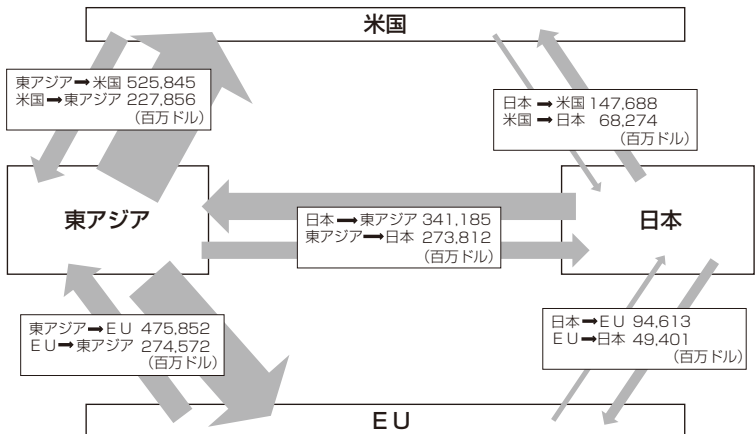 米国
東アジア➡米国 525,845
米国➡東アジア 227,856
(百万ドル)
日本 ➡米国 147,688
米国 ➡日本 68,274
(百万ドル)
東アジア
日本 ➡東アジア 341,185
東アジア➡日本 273,812
(百万ドル)
日本
東アジア➡EU 475,852
EU➡東アジア 274,572
(百万ドル)
日本➡EU 94,613
EU➡日本 49,401
(百万ドル)
EU